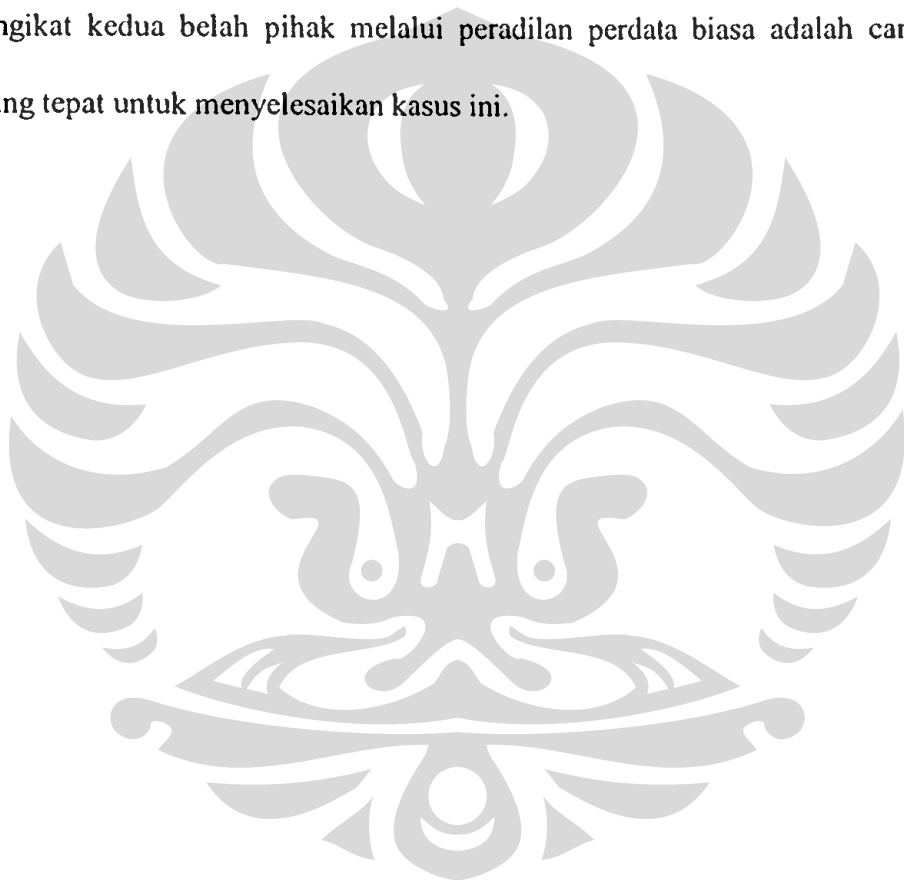 ngikat kedua belah pihak melalui peradilan perdata biasa adalah car
ng tepat untuk menyelesaikan kasus ini.